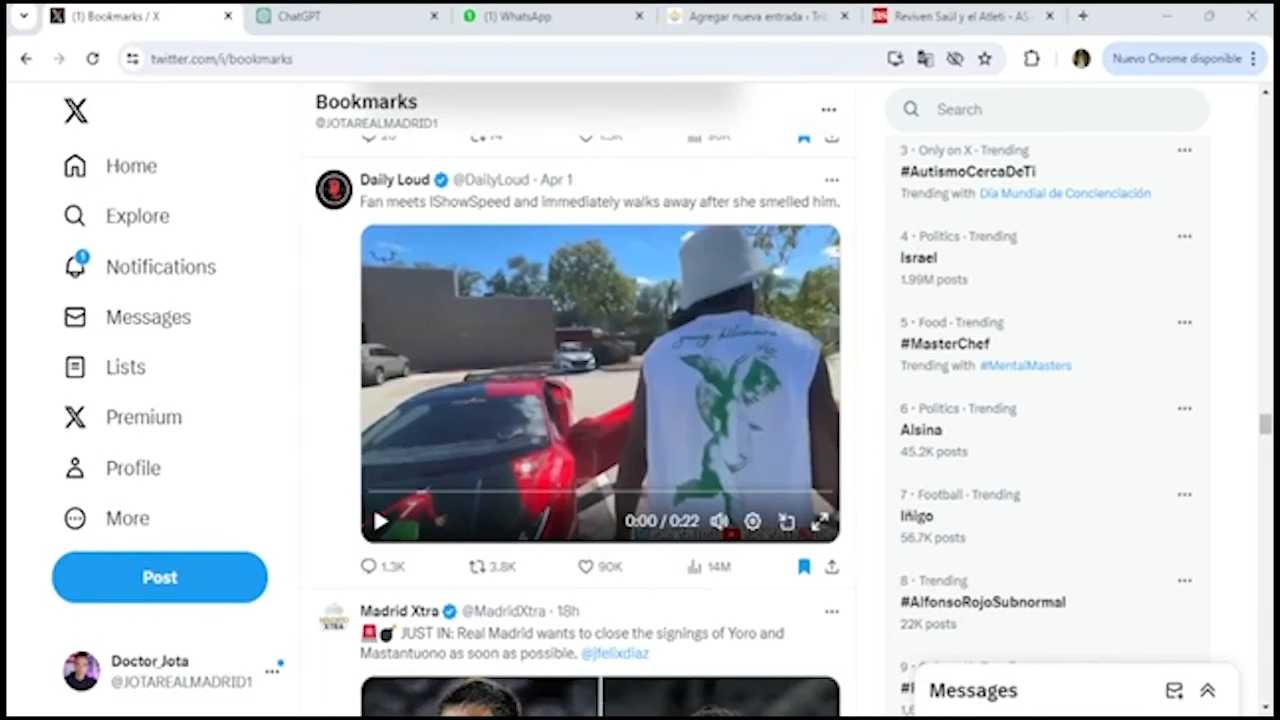 (1) Bookmarks / X
ChatGPT
(1) WhatsApp
Agregar nueva entrada ‹ Tri
Reviven Saúl y el Atleti - AS
twitter.com/i/bookmarks
Nuevo Chrome disponible
Bookmarks
@JOTAREALMADRID1
Home
Explore
Notifications
1
Messages
Lists
Premium
Profile
More
Post
Doctor_Jota
@JOTAREALMADRID1
Daily Loud @DailyLoud · Apr 1
Fan meets IShowSpeed and immediately walks away after she smelled him.
young billionaire
0:00 / 0:22
1.3K 3.8K 90K 14M
Madrid Xtra @MadridXtra · 18h
🚨💣 JUST IN: Real Madrid wants to close the signings of Yoro and
Mastantuono as soon as possible. @jfelixdiaz
Search
3 · Only on X · Trending
#AutismoCercaDeTi
Trending with Día Mundial de Concienciación
4 · Politics · Trending
Israel
1.99M posts
5 · Food · Trending
#MasterChef
Trending with #MentalMasters
6 · Politics · Trending
Alsina
45.2K posts
7 · Football · Trending
Iñigo
56.7K posts
8 · Trending
#AlfonsoRojoSubnormal
22K posts
Messages